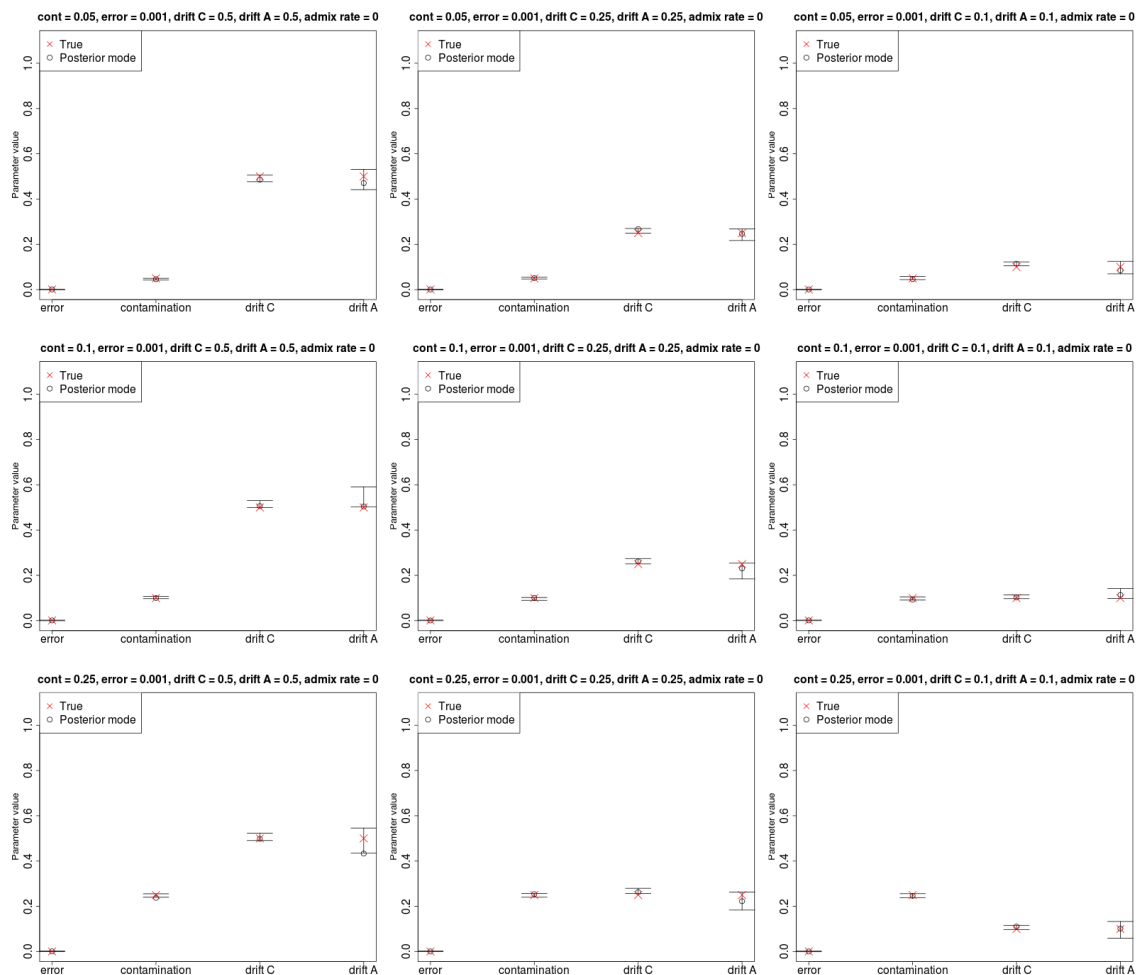 cont = 0.05, error = 0.001, drift C = 0.5, drift A = 0.5, admix rate = 0
True
Posterior mode
Parameter value
0.0 0.2 0.4 0.6 0.8 1.0
error contamination drift C drift A
cont = 0.05, error = 0.001, drift C = 0.25, drift A = 0.25, admix rate = 0
True
Posterior mode
Parameter value
0.0 0.2 0.4 0.6 0.8 1.0
error contamination drift C drift A
cont = 0.05, error = 0.001, drift C = 0.1, drift A = 0.1, admix rate = 0
True
Posterior mode
Parameter value
0.0 0.2 0.4 0.6 0.8 1.0
error contamination drift C drift A
cont = 0.1, error = 0.001, drift C = 0.5, drift A = 0.5, admix rate = 0
True
Posterior mode
Parameter value
0.0 0.2 0.4 0.6 0.8 1.0
error contamination drift C drift A
cont = 0.1, error = 0.001, drift C = 0.25, drift A = 0.25, admix rate = 0
True
Posterior mode
Parameter value
0.0 0.2 0.4 0.6 0.8 1.0
error contamination drift C drift A
cont = 0.1, error = 0.001, drift C = 0.1, drift A = 0.1, admix rate = 0
True
Posterior mode
Parameter value
0.0 0.2 0.4 0.6 0.8 1.0
error contamination drift C drift A
cont = 0.25, error = 0.001, drift C = 0.5, drift A = 0.5, admix rate = 0
True
Posterior mode
Parameter value
0.0 0.2 0.4 0.6 0.8 1.0
error contamination drift C drift A
cont = 0.25, error = 0.001, drift C = 0.25, drift A = 0.25, admix rate = 0
True
Posterior mode
Parameter value
0.0 0.2 0.4 0.6 0.8 1.0
error contamination drift C drift A
cont = 0.25, error = 0.001, drift C = 0.1, drift A = 0.1, admix rate = 0
True
Posterior mode
Parameter value
0.0 0.2 0.4 0.6 0.8 1.0
error contamination drift C drift A